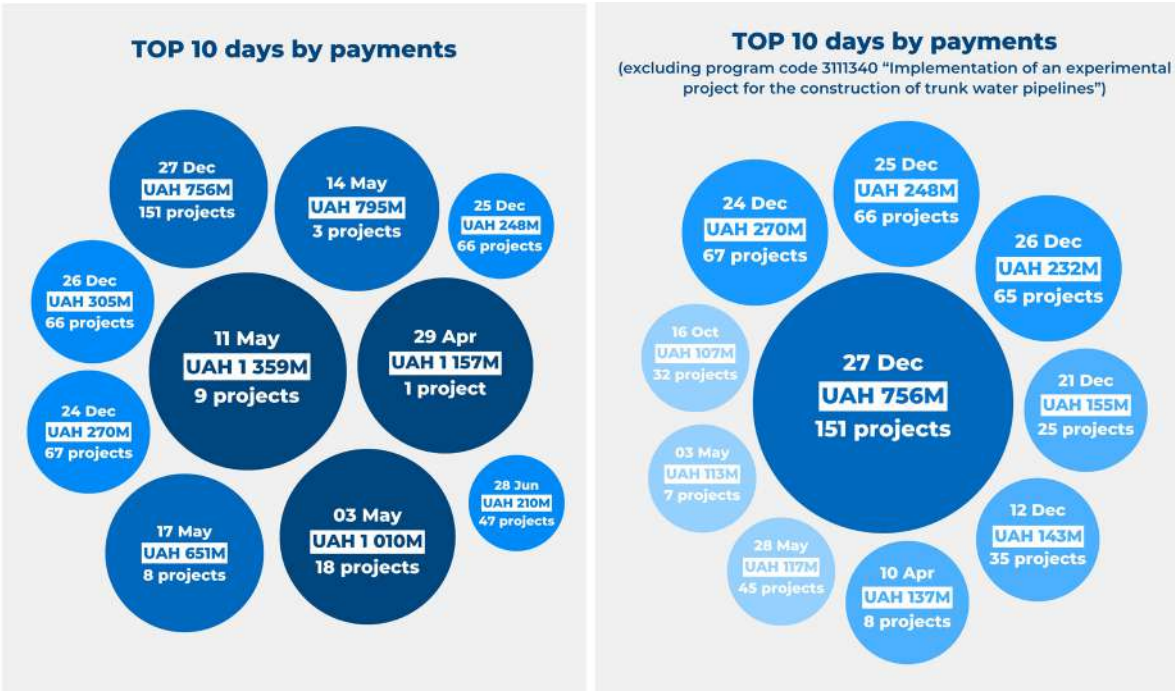 TOP 10 days by payments
27 Dec
UAH 756M
151 projects
14 May
UAH 795M
3 projects
25 Dec
UAH 248M
66 projects
26 Dec
UAH 305M
66 projects
11 May
UAH 1 359M
9 projects
29 Apr
UAH 1 157M
1 project
24 Dec
UAH 270M
67 projects
17 May
UAH 651M
8 projects
03 May
UAH 1 010M
18 projects
28 Jun
UAH 210M
47 projects
TOP 10 days by payments
(excluding program code 3111340 “Implementation of an experimental
project for the construction of trunk water pipelines”)
25 Dec
UAH 248M
66 projects
24 Dec
UAH 270M
67 projects
26 Dec
UAH 232M
65 projects
16 Oct
UAH 107M
32 projects
27 Dec
UAH 756M
151 projects
21 Dec
UAH 155M
25 projects
03 May
UAH 113M
7 projects
12 Dec
UAH 143M
35 projects
28 May
UAH 117M
45 projects
10 Apr
UAH 137M
8 projects